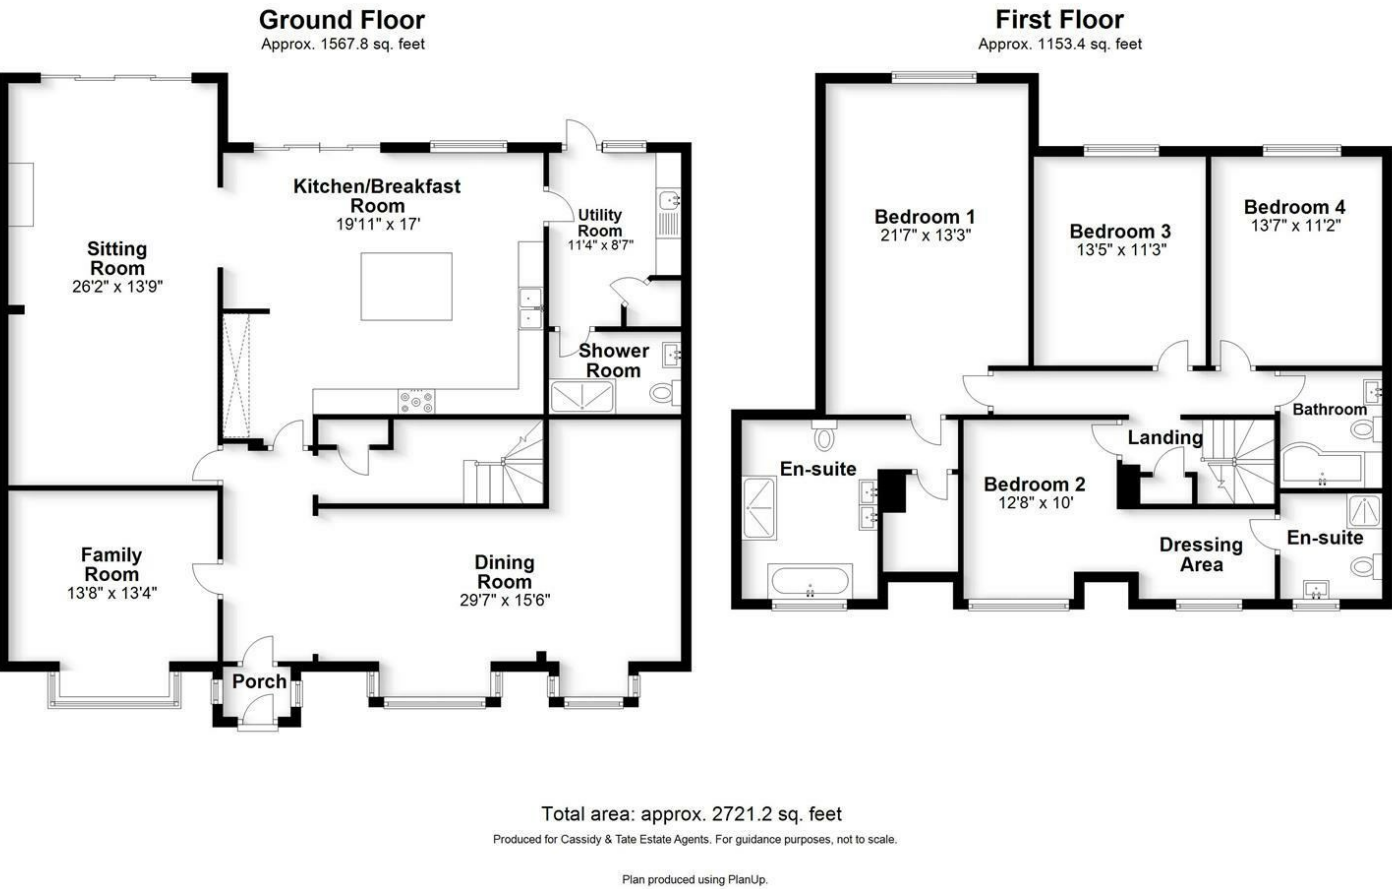 Ground Floor
Approx. 1567.8 sq. feet
Kitchen/Breakfast
Room
19'11" x 17'
Utility
Room
11'4" x 8'7"
Sitting
Room
26'2" x 13'9"
Shower
Room
Family
Room
13'8" x 13'4"
Dining
Room
29'7" x 15'6"
Porch
First Floor
Approx. 1153.4 sq. feet
Bedroom 1
21'7" x 13'3"
Bedroom 3
13'5" x 11'3"
Bedroom 4
13'7" x 11'2"
Bathroom
Landing
En-suite
Bedroom 2
12'8" x 10'
Dressing
Area
En-suite
Total area: approx. 2721.2 sq. feet
Produced for Cassidy & Tate Estate Agents. For guidance purposes, not to scale.
Plan produced using PlanUp.